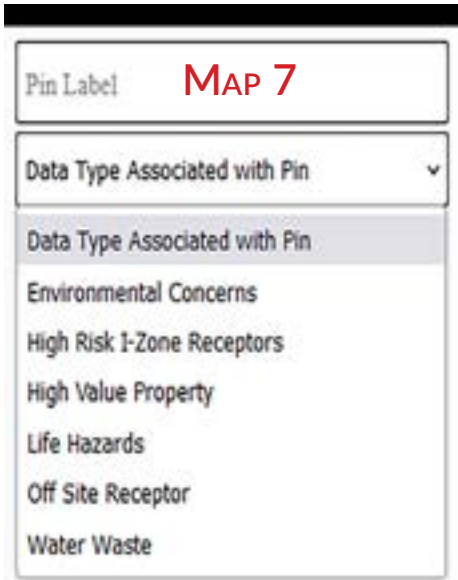 Pin Label MAP 7
Data Type Associated with Pin
Data Type Associated with Pin
Environmental Concerns
High Risk I-Zone Receptors
High Value Property
Life Hazards
Off Site Receptor
Water Waste